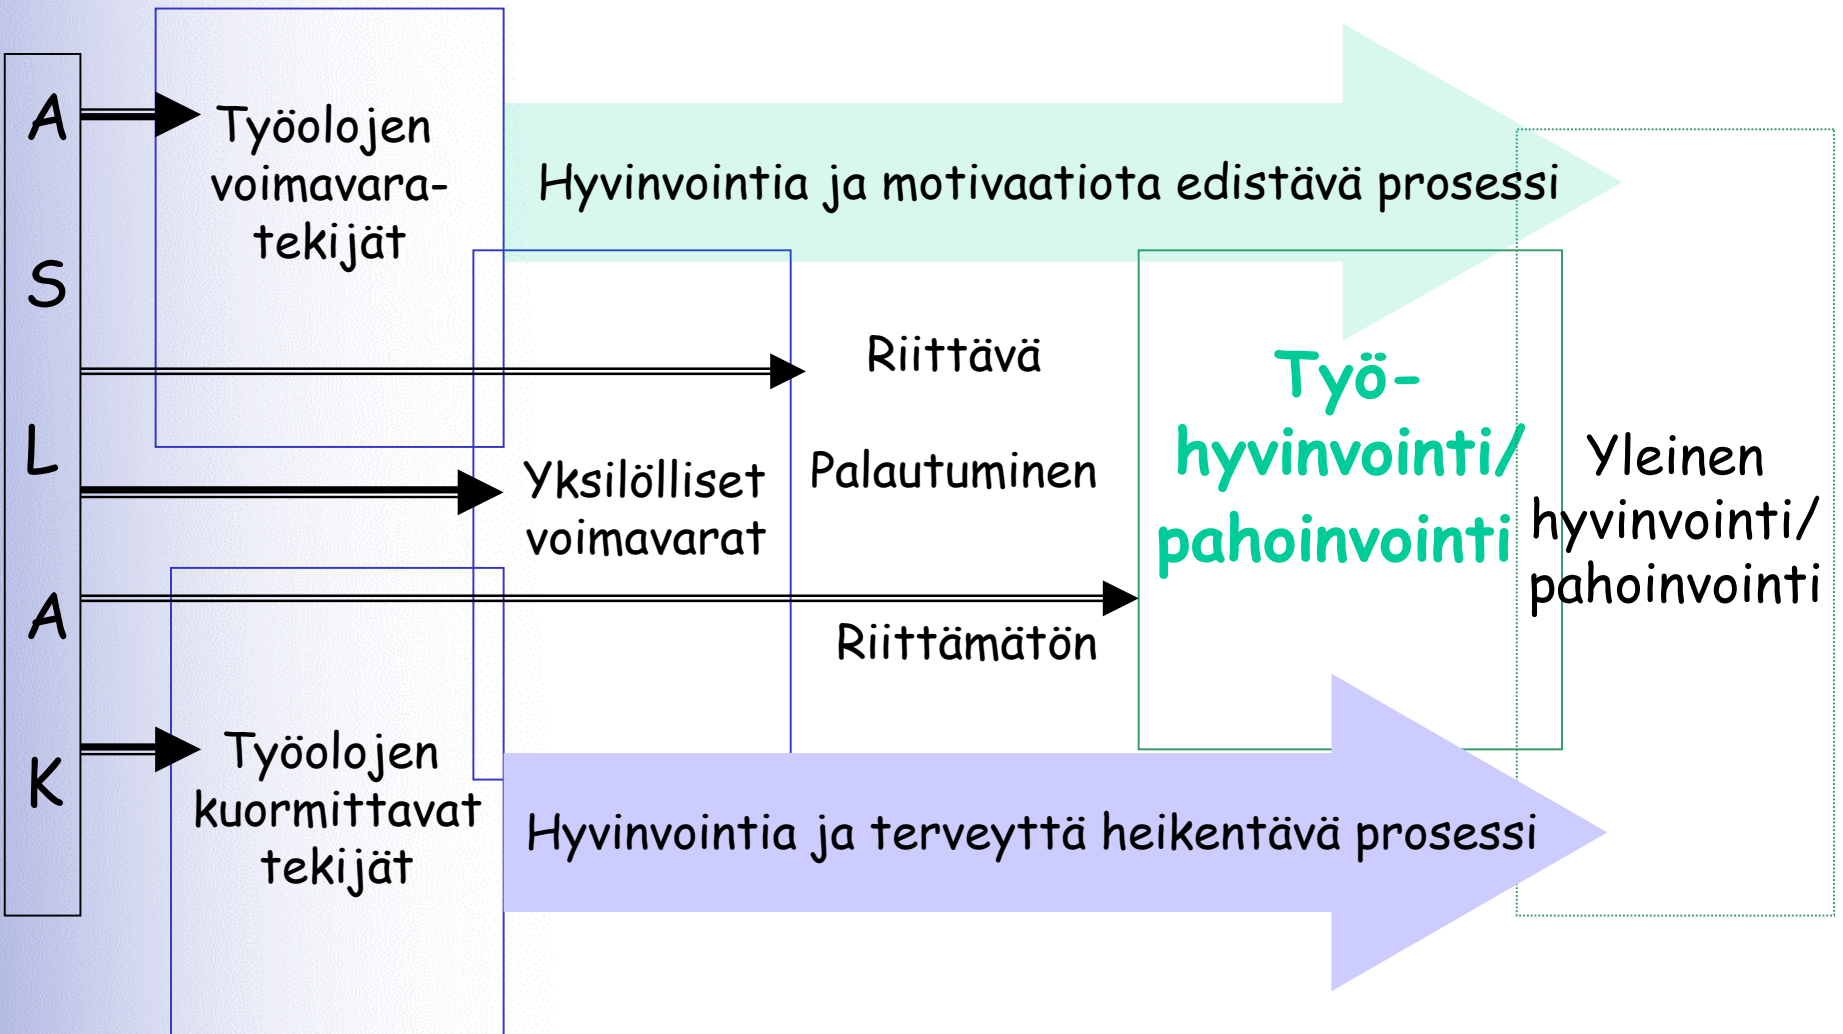 A
S
L
A
K
Työolojen
voimavara-
tekijät
Hyvinvointia ja motivaatiota edistävä prosessi
Riittävä
Palautuminen
Riittämätön
Yksilölliset
voimavarat
Työ-
hyvinvointi/
pahoinvointi
Yleinen
hyvinvointi/
pahoinvointi
Työolojen
kuormittavat
tekijät
Hyvinvointia ja terveyttä heikentävä prosessi